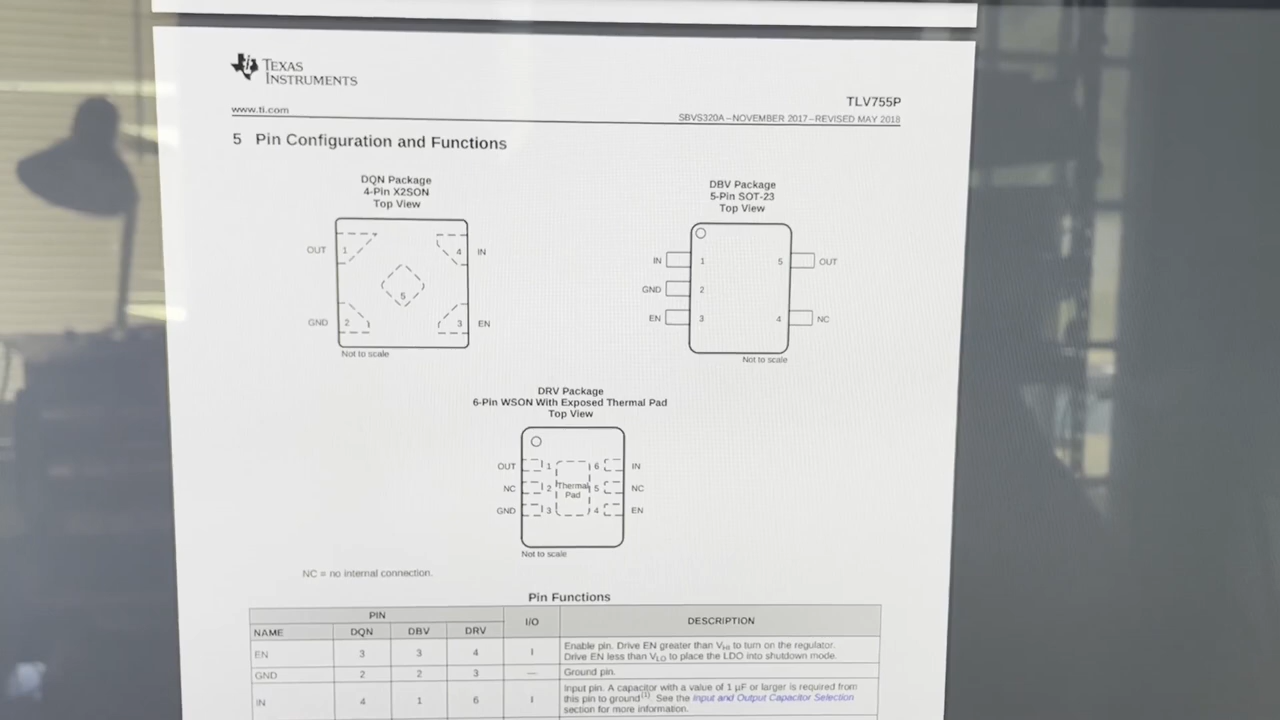 TEXAS
INSTRUMENTS
www.ti.com
TLV755P
SBVS320A – NOVEMBER 2017 – REVISED MAY 2018
5 Pin Configuration and Functions
DQN Package
4-Pin X2SON
Top View
OUT 1 4 IN
5
GND 2 3 EN
Not to scale
DBV Package
5-Pin SOT-23
Top View
IN 1 5 OUT
GND 2
EN 3 4 NC
Not to scale
DRV Package
6-Pin WSON With Exposed Thermal Pad
Top View
OUT 1 6 IN
NC 2 Thermal 5 NC
Pad
GND 3 4 EN
Not to scale
NC = no internal connection.
Pin Functions
PIN I/O DESCRIPTION
NAME DQN DBV DRV
EN 3 3 4 I Enable pin. Drive EN greater than VHI to turn on the regulator.
Drive EN less than VLO to place the LDO into shutdown mode.
GND 2 2 3 — Ground pin.
IN 4 1 6 I Input pin. A capacitor with a value of 1 µF or larger is required from
this pin to ground(1). See the Input and Output Capacitor Selection
section for more information.